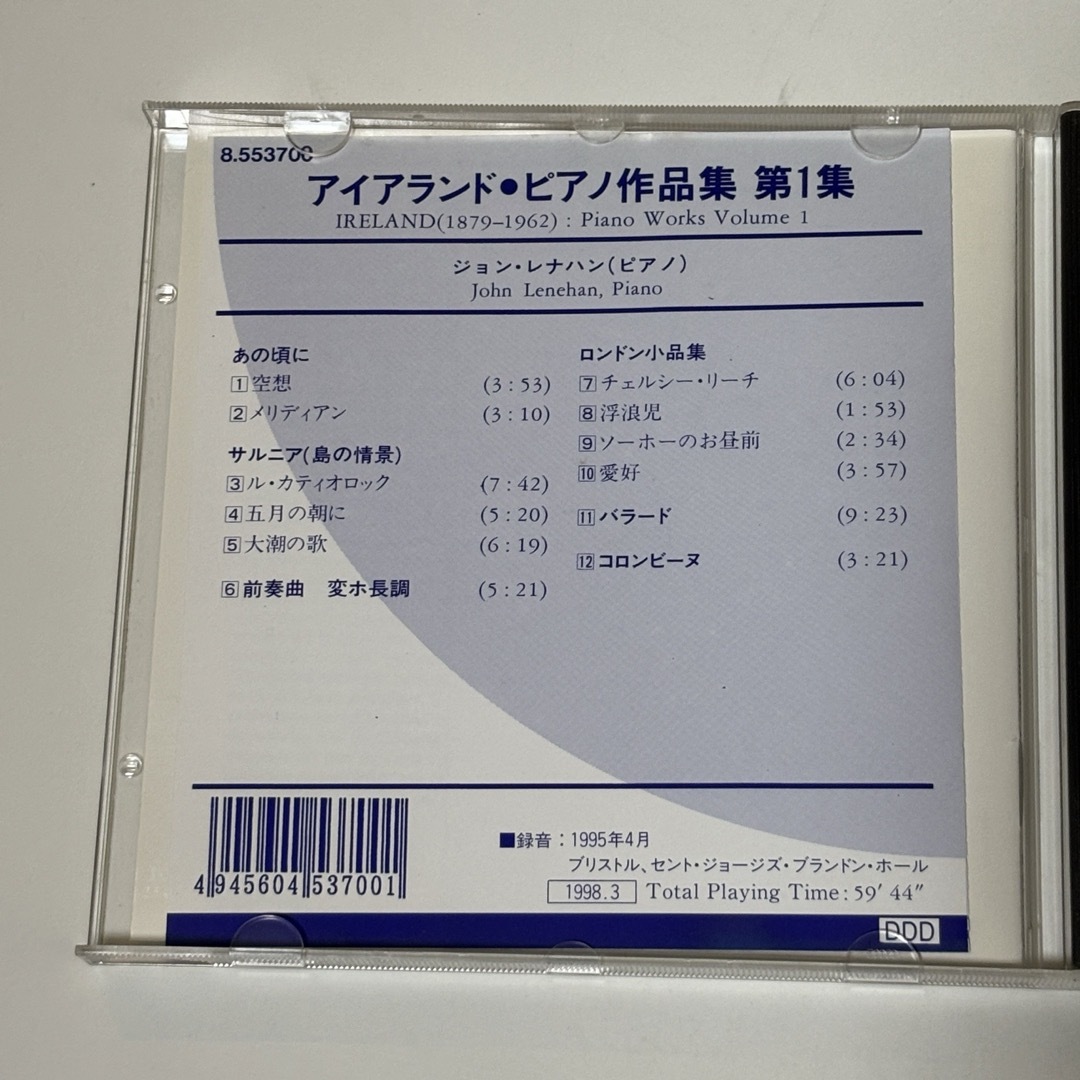 8.553700
アイアランド●ピアノ作品集 第1集
IRELAND(1879–1962) : Piano Works Volume 1
ジョン・レナハン(ピアノ)
John Lenehan, Piano
あの頃に
1 空想 (3:53)
2 メリディアン (3:10)
サルニア(島の情景)
3 ル・カティオロック (7:42)
4 五月の朝に (5:20)
5 大潮の歌 (6:19)
6 前奏曲 変ホ長調 (5:21)
ロンドン小品集
7 チェルシー・リーチ (6:04)
8 浮浪児 (1:53)
9 ソーホーのお昼前 (2:34)
10 愛好 (3:57)
11 バラード (9:23)
12 コロンビーヌ (3:21)
4 945604 537001
■録音:1995年4月
ブリストル、セント・ジョージズ・ブランドン・ホール
1998.3 Total Playing Time: 59′ 44″
DDD